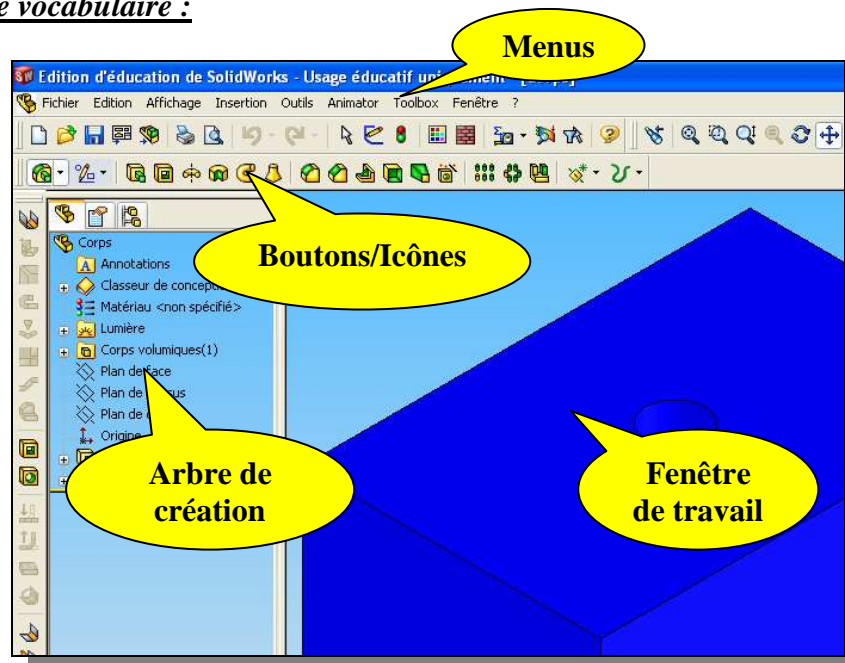 e vocabulaire :
Menus
Edition d'éducation de SolidWorks - Usage éducatif
Fichier Edition Affichage Insertion Outils Animator Toolbox Fenêtre ?
Boutons/Icônes
Corps
Annotations
Classeur de
Matériau <non spécifié>
Lumière
Corps volumiques(1)
Plan de face
Plan de
Plan de
Origine
Arbre de
création
Fenêtre
de travail